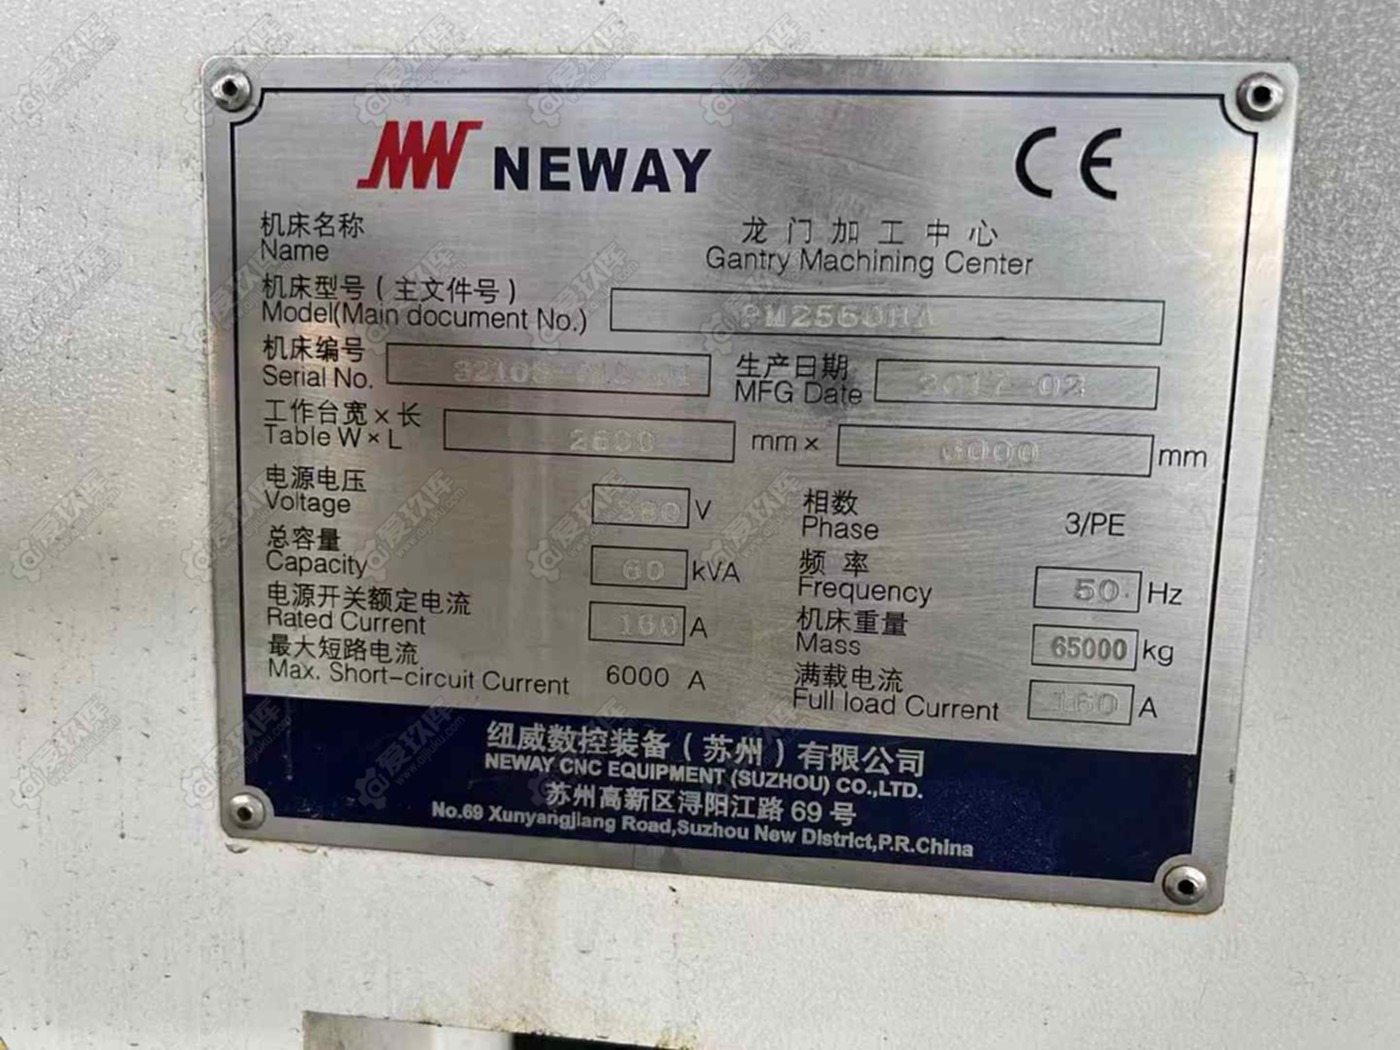 NEWAY CE
机床名称 龙门加工中心
Name Gantry Machining Center
机床型号(主文件号)
Model(Main document No.) PM2560HA
机床编号 生产日期
Serial No. MFG Date 2017-02
工作台宽×长
Table W×L mm× 6000 mm
电源电压 相数
Voltage 380 V Phase 3/PE
总容量 频率
Capacity 60 kVA Frequency 50 Hz
电源开关额定电流 机床重量
Rated Current 160 A Mass 65000 kg
最大短路电流 满载电流
Max. Short-circuit Current 6000 A Full load Current 160 A
纽威数控装备(苏州)有限公司
NEWAY CNC EQUIPMENT (SUZHOU) CO.,LTD.
苏州高新区浔阳江路69号
No.69 Xunyangjiang Road,Suzhou New District,P.R.China